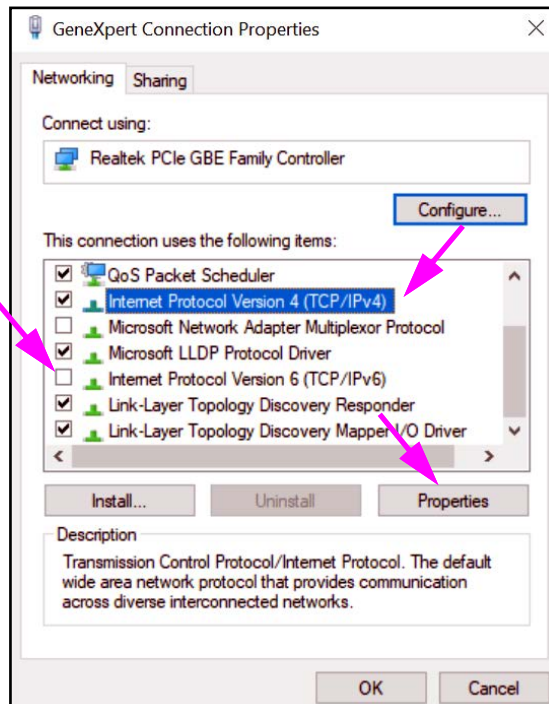 GeneXpert Connection Properties
Networking Sharing
Connect using:
Realtek PCIe GBE Family Controller
Configure...
This connection uses the following items:
QoS Packet Scheduler
Internet Protocol Version 4 (TCP/IPv4)
Microsoft Network Adapter Multiplexor Protocol
Microsoft LLDP Protocol Driver
Internet Protocol Version 6 (TCP/IPv6)
Link-Layer Topology Discovery Responder
Link-Layer Topology Discovery Mapper I/O Driver
Install... Uninstall Properties
Description
Transmission Control Protocol/Internet Protocol. The default
wide area network protocol that provides communication
across diverse interconnected networks.
OK Cancel